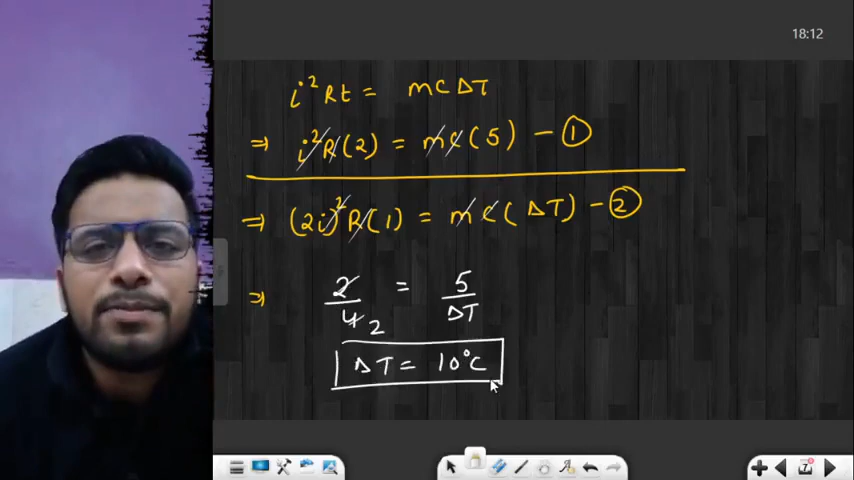 18:12
i²Rt = mcΔT
⇒ i²R(2) = mc(5) - ①
⇒ (2i)²R(1) = mc(ΔT) - ②
⇒ 2/4 2 = 5/ΔT
ΔT = 10°C
7